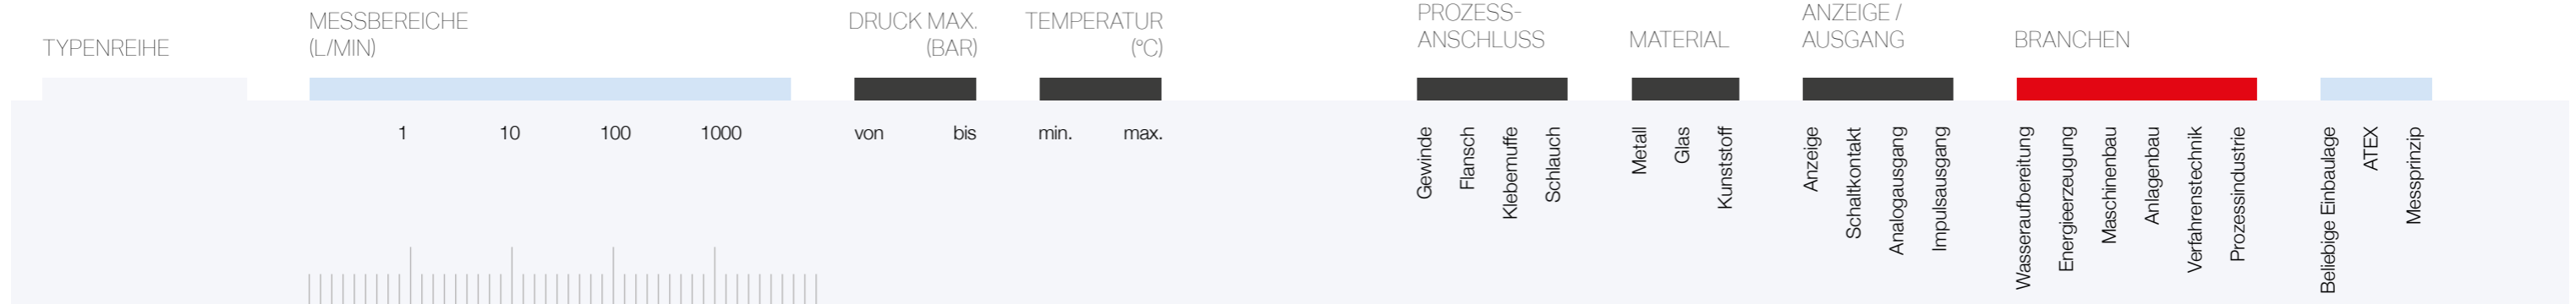 TYPENREIHE
MESSBEREICHE
(L/MIN)
DRUCK MAX.
(BAR)
TEMPERATUR
(°C)
PROZESS-
ANSCHLUSS
MATERIAL
ANZEIGE /
AUSGANG
BRANCHEN
1 10 100 1000
von bis
min. max.
Gewinde
Flansch
Klebemuffe
Schlauch
Metall
Glas
Kunststoff
Anzeige
Schaltkontakt
Analogausgang
Impulsausgang
Wasseraufbereitung
Energieerzeugung
Maschinenbau
Anlagenbau
Verfahrenstechnik
Prozessindustrie
Beliebige Einbaulage
ATEX
Messprinzip